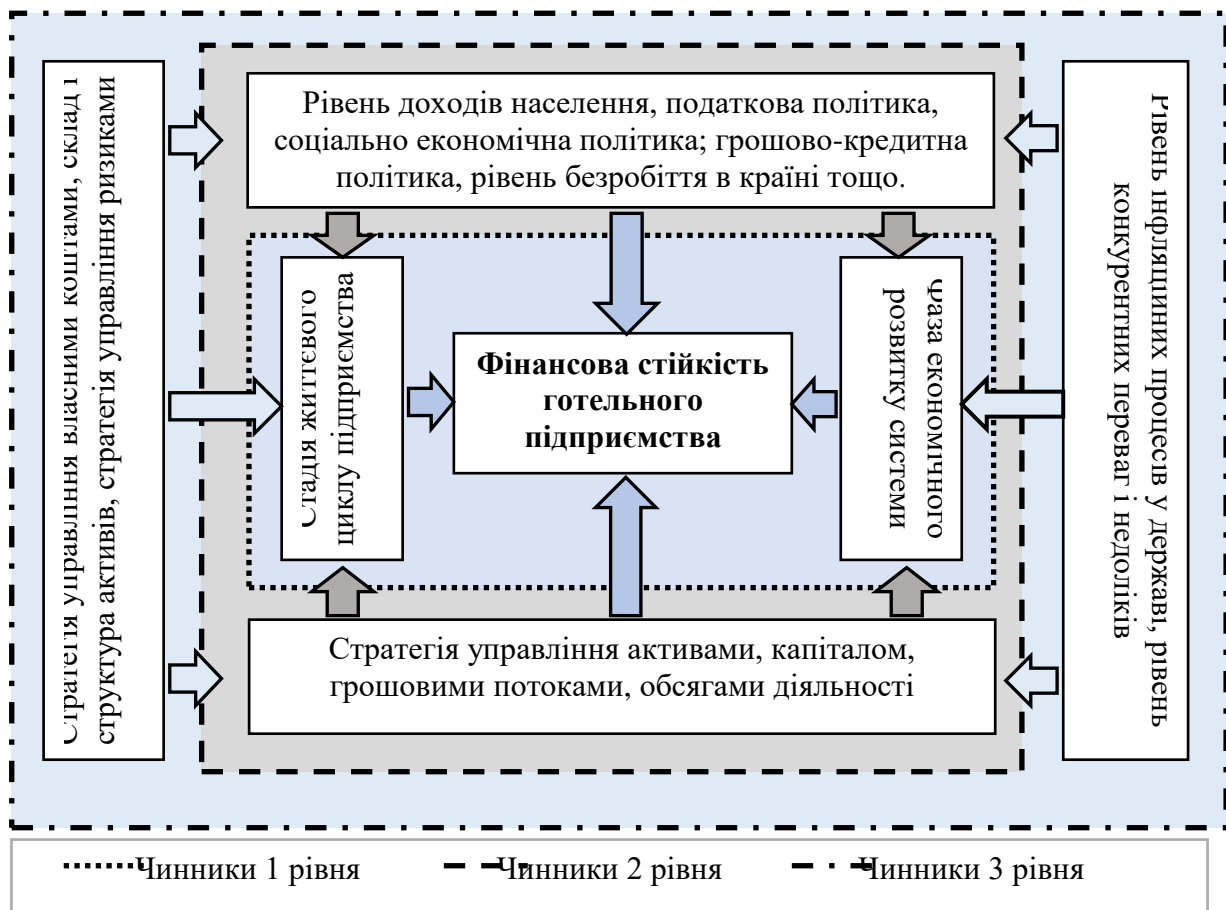 Стратегія управління власними коштами, склад і
структура активів, стратегія управління ризиками
Рівень доходів населення, податкова політика,
соціально економічна політика; грошово-кредитна
політика, рівень безробіття в країні тощо.
Стадія життєвого
циклу підприємства
Фінансова стійкість
готельного
підприємства
Фаза економічного
розвитку системи
Стратегія управління активами, капіталом,
грошовими потоками, обсягами діяльності
Рівень інфляційних процесів у державі, рівень
конкурентних переваг і недоліків
Чинники 1 рівня
Чинники 2 рівня
Чинники 3 рівня